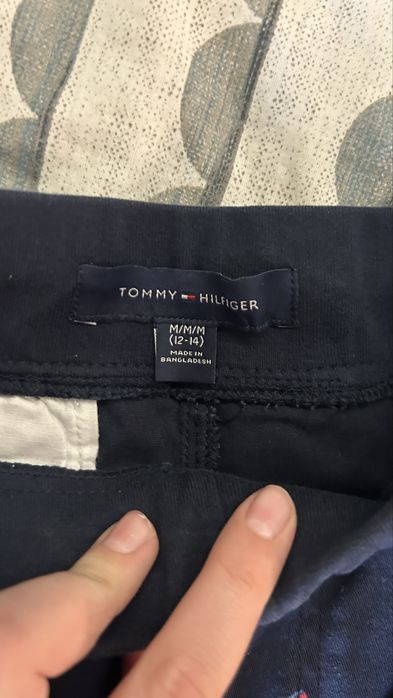 TOMMY HILFIGER
M/M/M
(12-14)
MADE IN
BANGLADESH